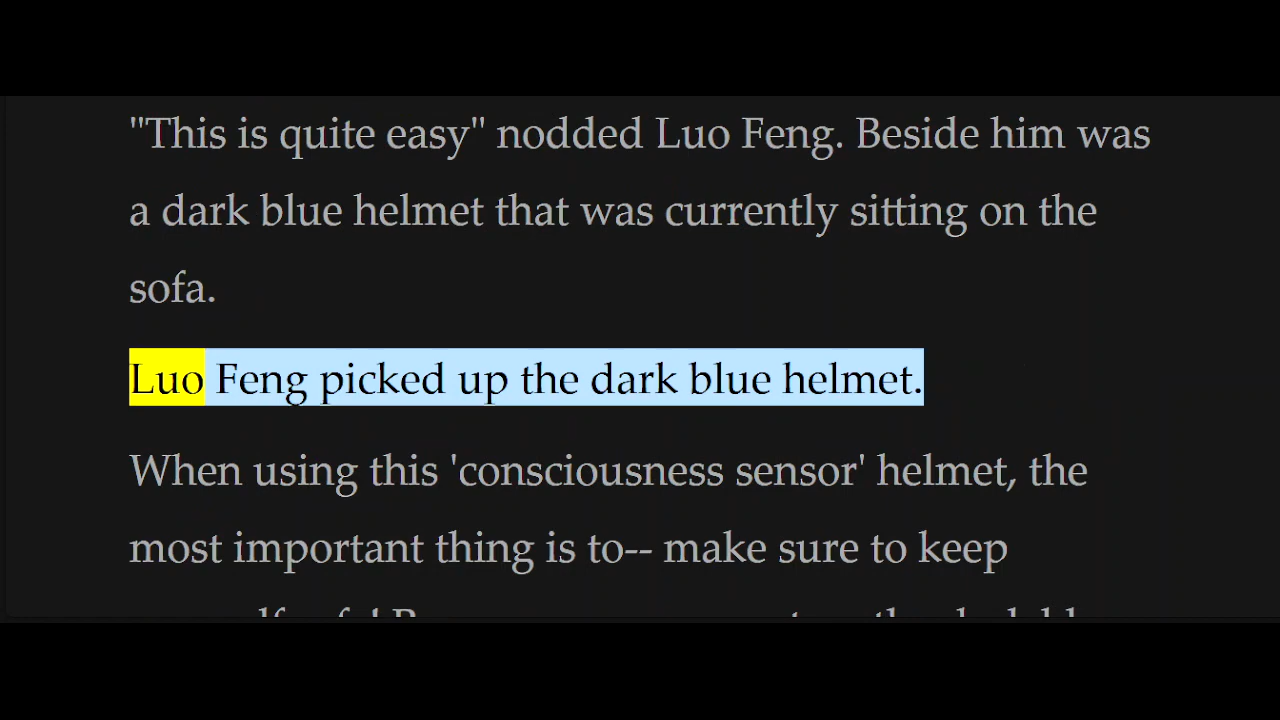 "This is quite easy" nodded Luo Feng. Beside him was
a dark blue helmet that was currently sitting on the
sofa.
Luo Feng picked up the dark blue helmet.
When using this 'consciousness sensor' helmet, the
most important thing is to-- make sure to keep